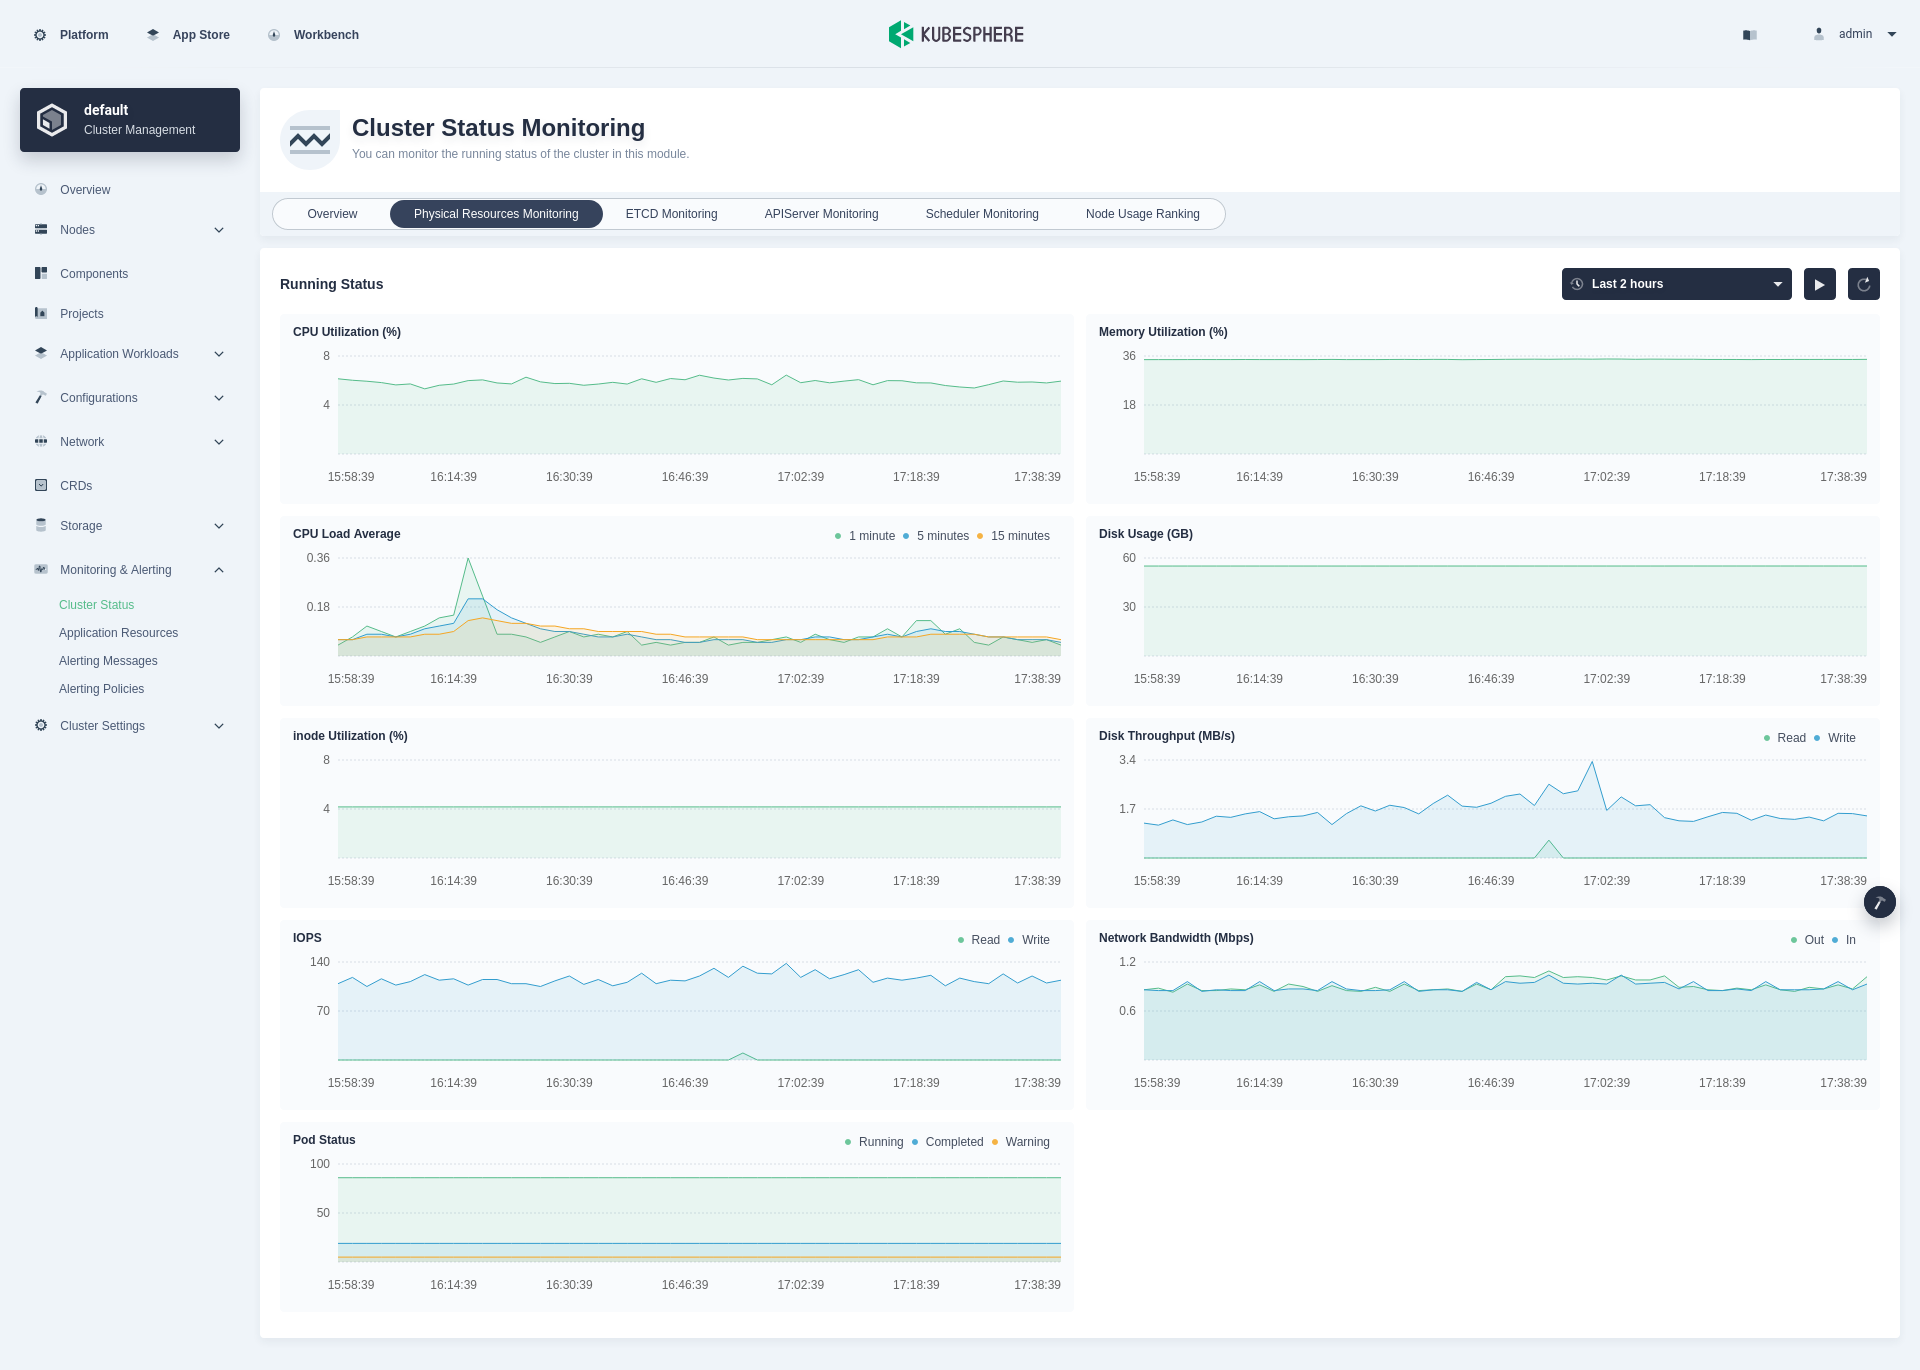 Platform
App Store
Workbench
KUBESPHERE
admin
default
Cluster Management
Overview
Nodes
Components
Projects
Application Workloads
Configurations
Network
CRDs
Storage
Monitoring & Alerting
Cluster Status
Application Resources
Alerting Messages
Alerting Policies
Cluster Settings
Cluster Status Monitoring
You can monitor the running status of the cluster in this module.
Overview
Physical Resources Monitoring
ETCD Monitoring
APIServer Monitoring
Scheduler Monitoring
Node Usage Ranking
Running Status
Last 2 hours
CPU Utilization (%)
8
4
15:58:39 16:14:39 16:30:39 16:46:39 17:02:39 17:18:39 17:38:39
Memory Utilization (%)
36
18
15:58:39 16:14:39 16:30:39 16:46:39 17:02:39 17:18:39 17:38:39
CPU Load Average
1 minute 5 minutes 15 minutes
0.36
0.18
15:58:39 16:14:39 16:30:39 16:46:39 17:02:39 17:18:39 17:38:39
Disk Usage (GB)
60
30
15:58:39 16:14:39 16:30:39 16:46:39 17:02:39 17:18:39 17:38:39
inode Utilization (%)
8
4
15:58:39 16:14:39 16:30:39 16:46:39 17:02:39 17:18:39 17:38:39
Disk Throughput (MB/s)
Read Write
3.4
1.7
15:58:39 16:14:39 16:30:39 16:46:39 17:02:39 17:18:39 17:38:39
IOPS
Read Write
140
70
15:58:39 16:14:39 16:30:39 16:46:39 17:02:39 17:18:39 17:38:39
Network Bandwidth (Mbps)
Out In
1.2
0.6
15:58:39 16:14:39 16:30:39 16:46:39 17:02:39 17:18:39 17:38:39
Pod Status
Running Completed Warning
100
50
15:58:39 16:14:39 16:30:39 16:46:39 17:02:39 17:18:39 17:38:39